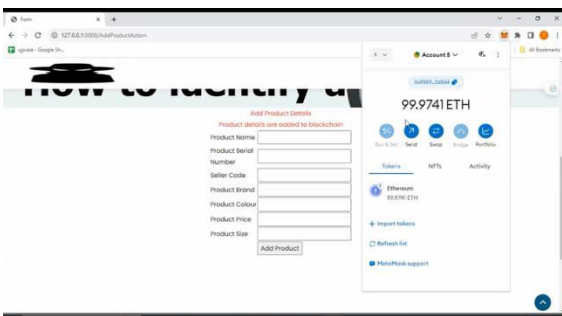 Form
127.0.0.1:5000/AddProductAction
All Bookmarks
Account 5
99.9741 ETH
Add Product Details
Product details are added to blockchain
Product Name
Product Serial
Number
Seller Code
Product Brand
Product Colour
Product Price
Product Size
Add Product
Buy & Sell
Send
Swap
Bridge
Portfolio
Tokens
NFTs
Activity
Ethereum
99.9741 ETH
+ Import tokens
Refresh list
MetaMask support